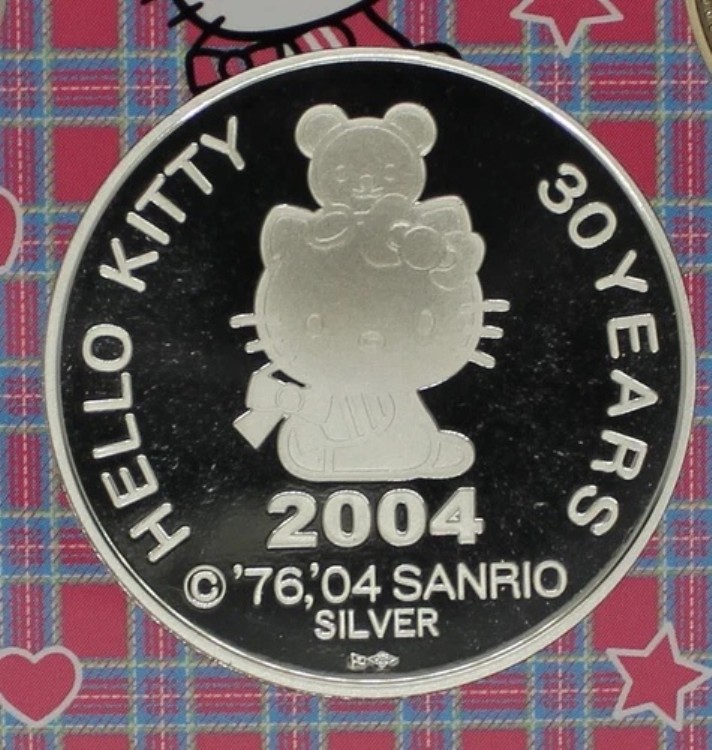 HELLO KITTY
30 YEARS
2004
© '76,'04 SANRIO
SILVER